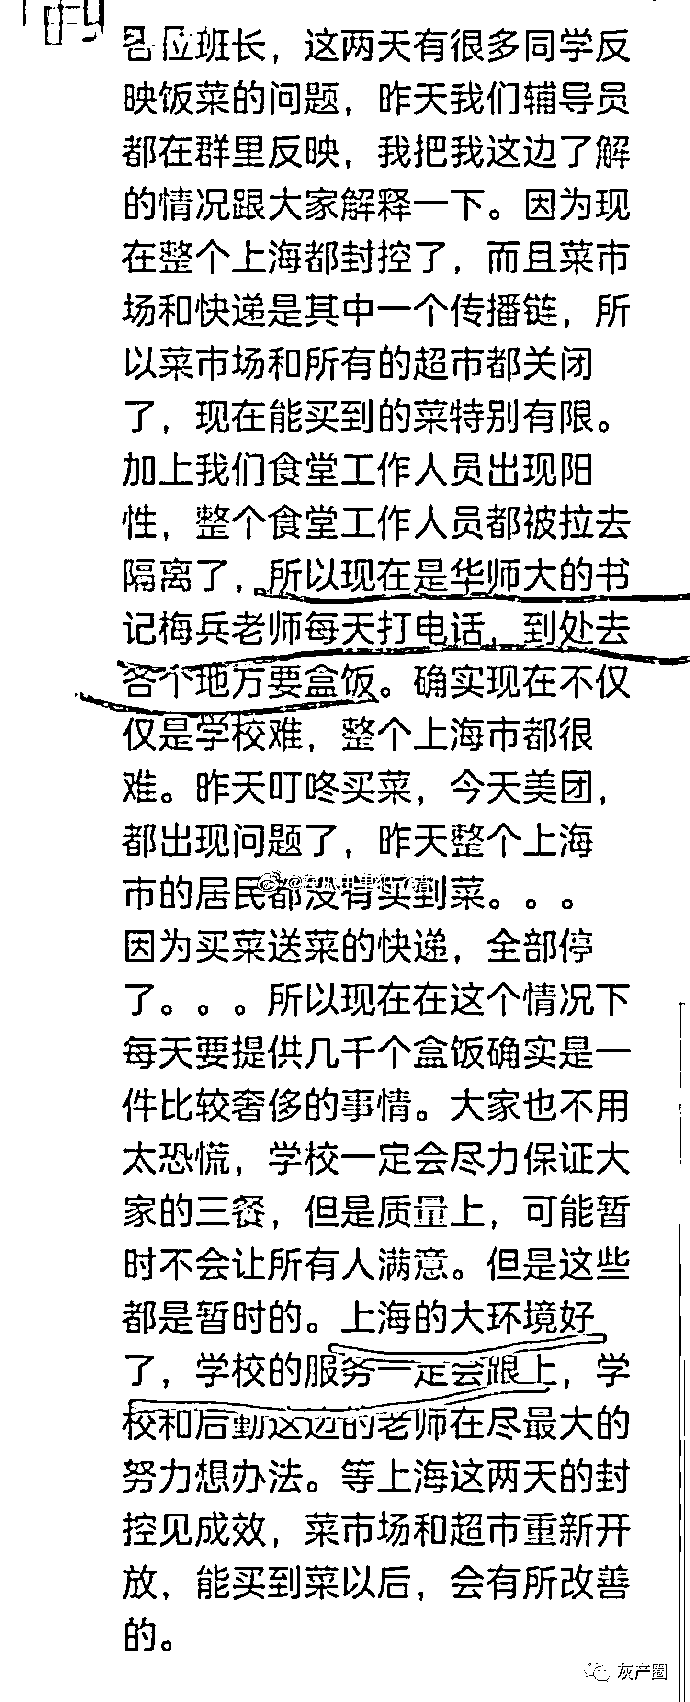 各位班长，这两天有很多同学反
映饭菜的问题，昨天我们辅导员
都在群里反映，我把我这边了解
的情况跟大家解释一下。因为现
在整个上海都封控了，而且菜市
场和快递是其中一个传播链，所
以菜市场和所有的超市都关闭
了，现在能买到的菜特别有限。
加上我们食堂工作人员出现阳
性，整个食堂工作人员都被拉去
隔离了，所以现在是华师大的书
记梅兵老师每天打电话，到处去
各个地方要盒饭。确实现在不仅
仅是学校难，整个上海市都很
难。昨天叮咚买菜，今天美团，
都出现问题了，昨天整个上海
市的居民都没有买到菜。。。
因为买菜送菜的快递，全部停
了。。。所以现在在这个情况下
每天要提供几千个盒饭确实是一
件比较奢侈的事情。大家也不用
太恐慌，学校一定会尽力保证大
家的三餐，但是质量上，可能暂
时不会让所有人满意。但是这些
都是暂时的。上海的大环境好
了，学校的服务一定会跟上，学
校和后勤这边的老师在尽最大的
努力想办法。等上海这两天的封
控见成效，菜市场和超市重新开
放，能买到菜以后，会有所改善
的。
灰产圈